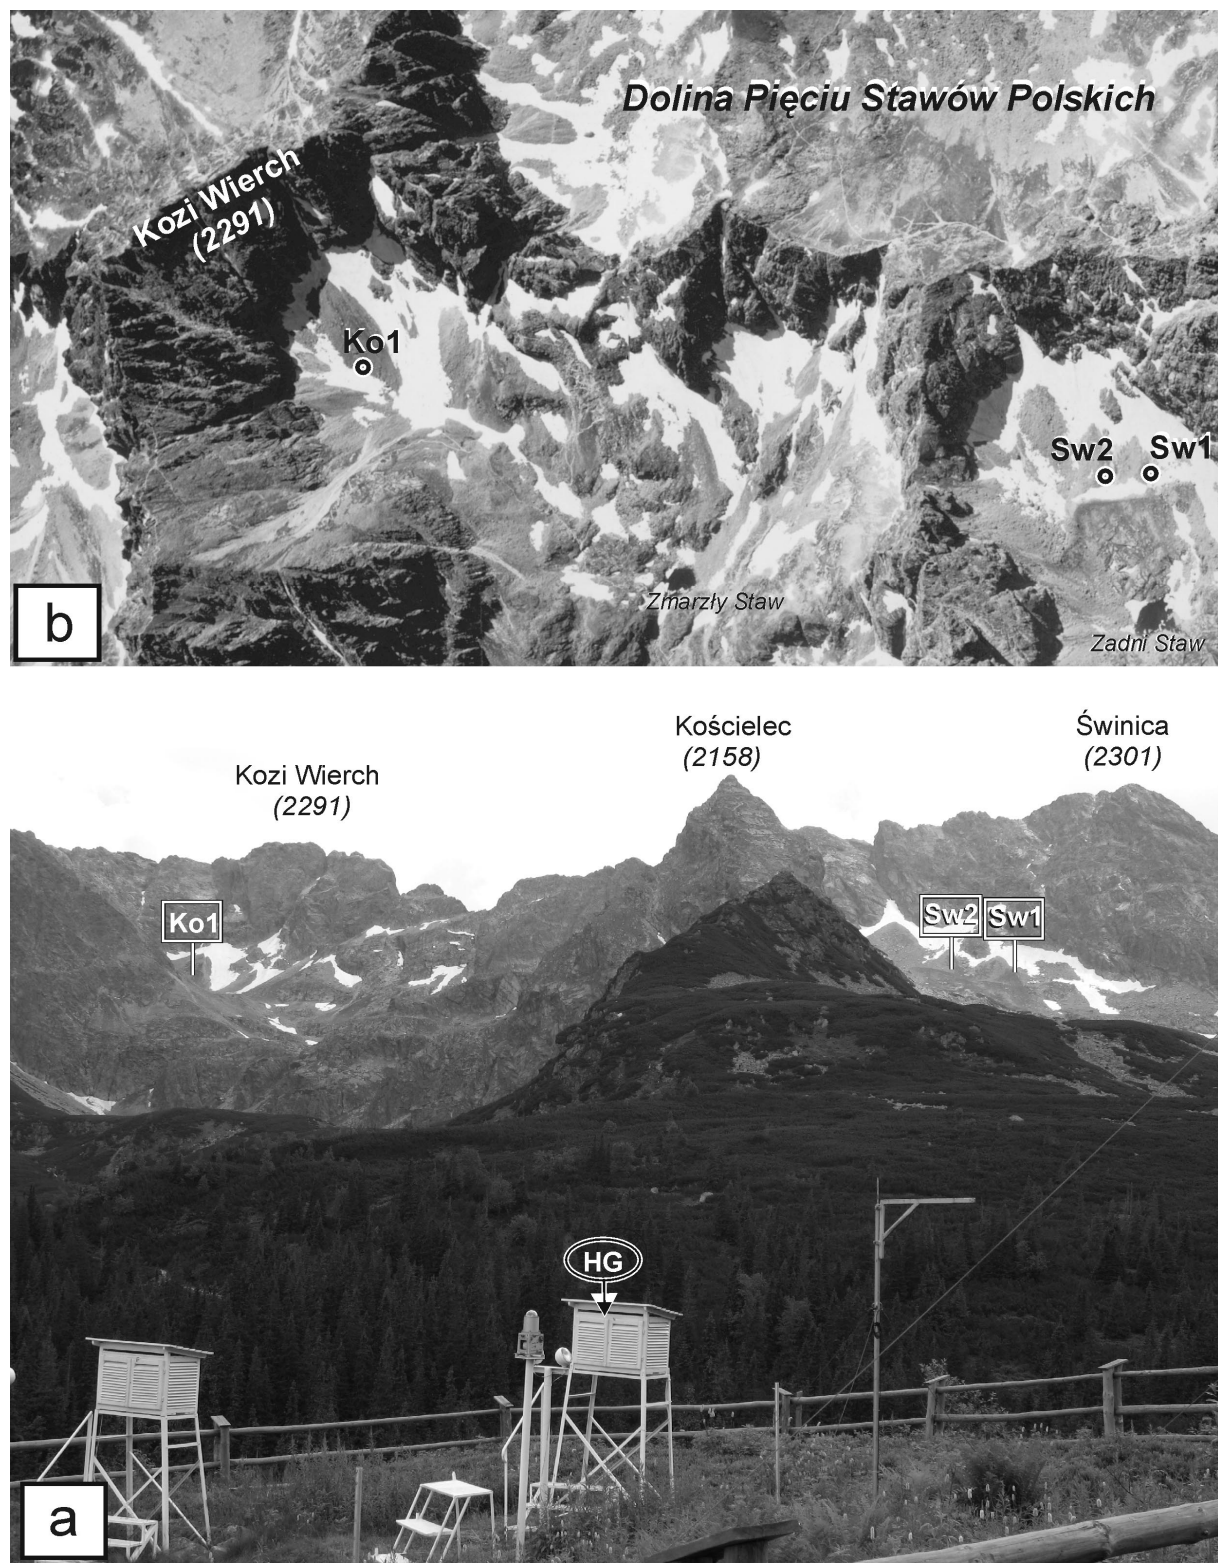 Dolina Pięciu Stawów Polskich
Kozi Wierch
(2291)
Ko1
Sw2
Sw1
Zmarzły Staw
Zadni Staw
b
Kościelec
(2158)
Świnica
(2301)
Kozi Wierch
(2291)
Ko1
Sw2
Sw1
HG
a